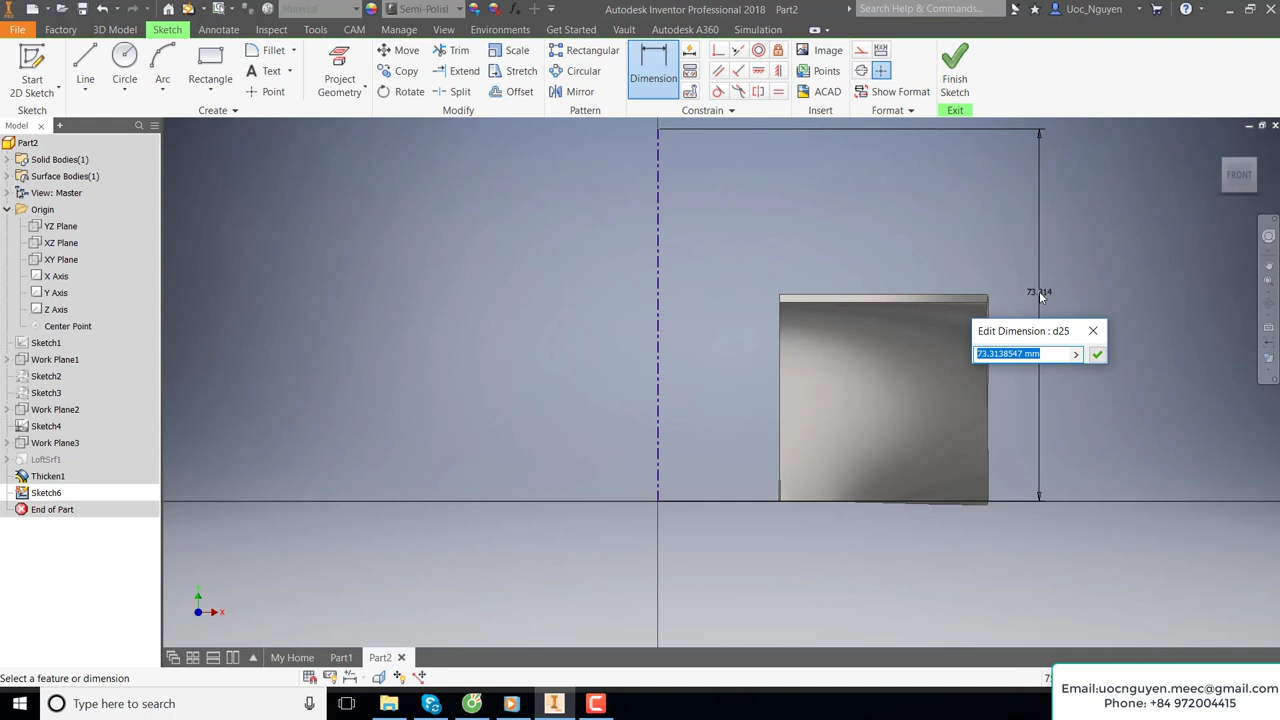 Material
Semi-Polisl
Autodesk Inventor Professional 2018 Part2
Search Help & Commands...
Uoc_Nguyen
File Factory 3D Model Sketch Annotate Inspect Tools CAM Manage View Environments Get Started Vault Autodesk A360 Simulation
Start
2D Sketch
Sketch
Line
Circle
Arc
Rectangle
Fillet
Text
Point
Create
Project
Geometry
Move Trim Scale
Copy Extend Stretch
Rotate Split Offset
Modify
Rectangular
Circular
Mirror
Pattern
Dimension
Constrain
Image
Points
ACAD
Insert
Show Format
Format
Finish
Sketch
Exit
Model
Part2
Solid Bodies(1)
Surface Bodies(1)
View: Master
Origin
YZ Plane
XZ Plane
XY Plane
X Axis
Y Axis
Z Axis
Center Point
Sketch1
Work Plane1
Sketch2
Sketch3
Work Plane2
Sketch4
Work Plane3
LoftSrf1
Thicken1
Sketch6
End of Part
FRONT
73.314
Edit Dimension : d25
73.3138547 mm
Y
X
My Home Part1 Part2
Select a feature or dimension
Type here to search
Email:uocnguyen.meec@gmail.com
Phone: +84 972004415